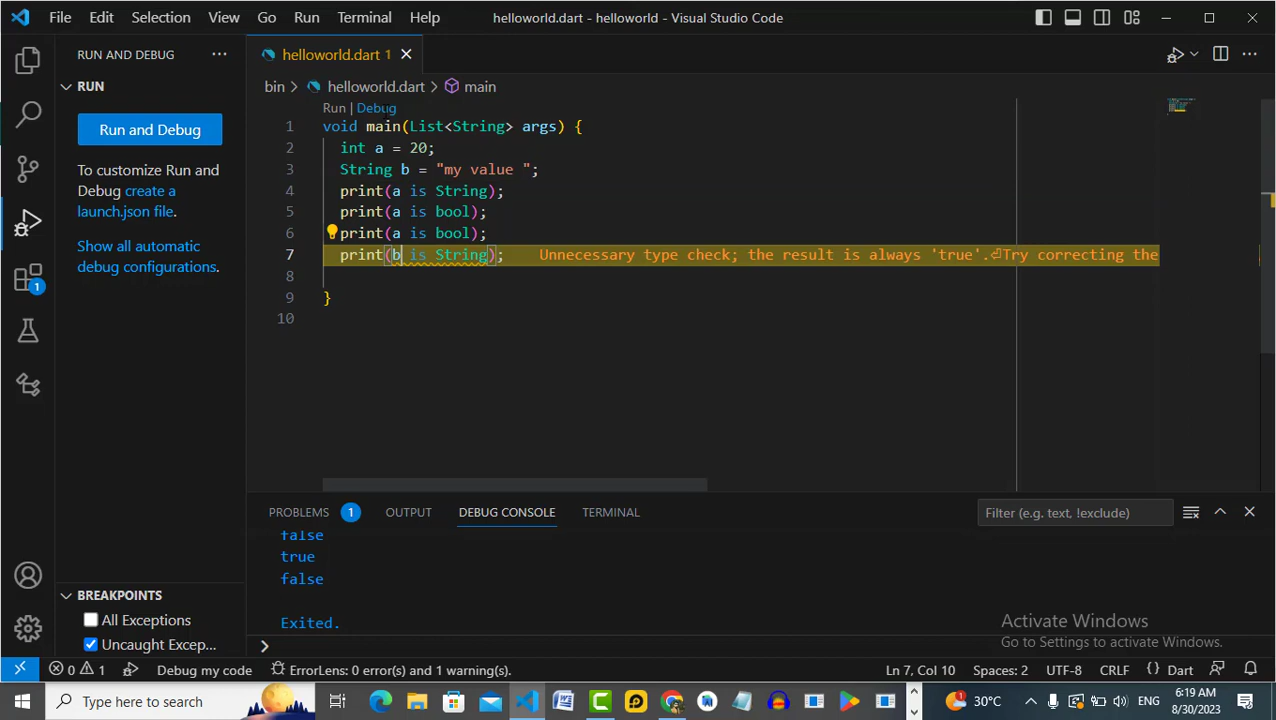 File Edit Selection View Go Run Terminal Help helloworld.dart - helloworld - Visual Studio Code
RUN AND DEBUG ···
helloworld.dart 1
RUN
bin > helloworld.dart > main
Run | Debug
Run and Debug
1 void main(List<String> args) {
2 int a = 20;
3 String b = "my value ";
4 print(a is String);
5 print(a is bool);
6 print(a is bool);
7 print(b is String); Unnecessary type check; the result is always 'true'.⏎Try correcting the
8
9 }
10
To customize Run and
Debug create a
launch.json file.
Show all automatic
debug configurations.
1
PROBLEMS 1 OUTPUT DEBUG CONSOLE TERMINAL Filter (e.g. text, !exclude)
false
true
false
Exited.
>
BREAKPOINTS
All Exceptions
Uncaught Excep...
Activate Windows
Go to Settings to activate Windows.
0 1 Debug my code ErrorLens: 0 error(s) and 1 warning(s). Ln 7, Col 10 Spaces: 2 UTF-8 CRLF {} Dart
Type here to search
1 30°C ENG
6:19 AM
8/30/2023